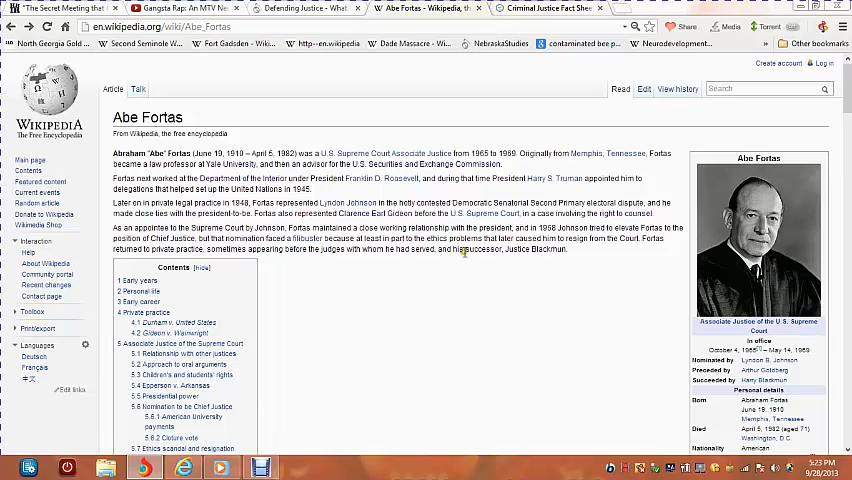 "The Secret Meeting that
Gangsta Rap: An MTV Ne
Defending Justice - What
Abe Fortas - Wikipedia, th
Criminal Justice Fact Shee
en.wikipedia.org/wiki/Abe_Fortas
Share
Media
Torrent
North Georgia Gold ...
Second Seminole W...
Fort Gadsden - Wiki...
http--en.wikipedia...
Dade Massacre - Wi...
NebraskaStudies
contaminated bee p...
Neurodevelopment...
Other bookmarks
Create account
Log in
Article
Talk
Read
Edit
View history
Search
WIKIPEDIA
The Free Encyclopedia
Main page
Contents
Featured content
Current events
Random article
Donate to Wikipedia
Wikimedia Shop
Interaction
Help
About Wikipedia
Community portal
Recent changes
Contact page
Toolbox
Print/export
Languages
Deutsch
Français
中文
Edit links
Abe Fortas
From Wikipedia, the free encyclopedia
Abraham "Abe" Fortas (June 19, 1910 – April 5, 1982) was a U.S. Supreme Court Associate Justice from 1965 to 1969. Originally from Memphis, Tennessee, Fortas
became a law professor at Yale University, and then an advisor for the U.S. Securities and Exchange Commission.
Fortas next worked at the Department of the Interior under President Franklin D. Roosevelt, and during that time President Harry S. Truman appointed him to
delegations that helped set up the United Nations in 1945.
Later on in private legal practice in 1948, Fortas represented Lyndon Johnson in the hotly contested Democratic Senatorial Second Primary electoral dispute, and he
made close ties with the president-to-be. Fortas also represented Clarence Earl Gideon before the U.S. Supreme Court, in a case involving the right to counsel.
As an appointee to the Supreme Court by Johnson, Fortas maintained a close working relationship with the president, and in 1968 Johnson tried to elevate Fortas to the
position of Chief Justice, but that nomination faced a filibuster because at least in part to the ethics problems that later caused him to resign from the Court. Fortas
returned to private practice, sometimes appearing before the judges with whom he had served, and his successor, Justice Blackmun.
Contents [hide]
1 Early years
2 Personal life
3 Early career
4 Private practice
4.1 Durham v. United States
4.2 Gideon v. Wainwright
5 Associate Justice of the U.S. Supreme Court
5.1 Relationship with other justices
5.2 Approach to oral arguments
5.3 Children's and students' rights
5.4 Epperson v. Arkansas
5.5 Presidential power
5.6 Nomination to be Chief Justice
5.6.1 American University
payments
5.6.2 Cloture vote
5.7 Ethics scandal and resignation
Abe Fortas
Associate Justice of the U.S. Supreme
Court
In office
October 4, 1965[1] – May 14, 1969
Nominated by Lyndon B. Johnson
Preceded by Arthur Goldberg
Succeeded by Harry Blackmun
Personal details
Born Abraham Fortas
June 19, 1910
Memphis, Tennessee
Died April 5, 1982 (aged 71)
Washington, D.C.
Nationality American
5:23 PM
9/28/2013